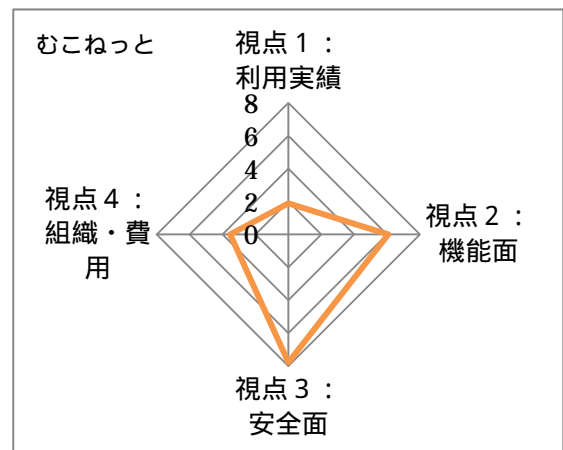 むこねっと
視点１：
利用実績
8
6
4
2
0
視点４：
組織・費
用
視点２：
機能面
視点３：
安全面